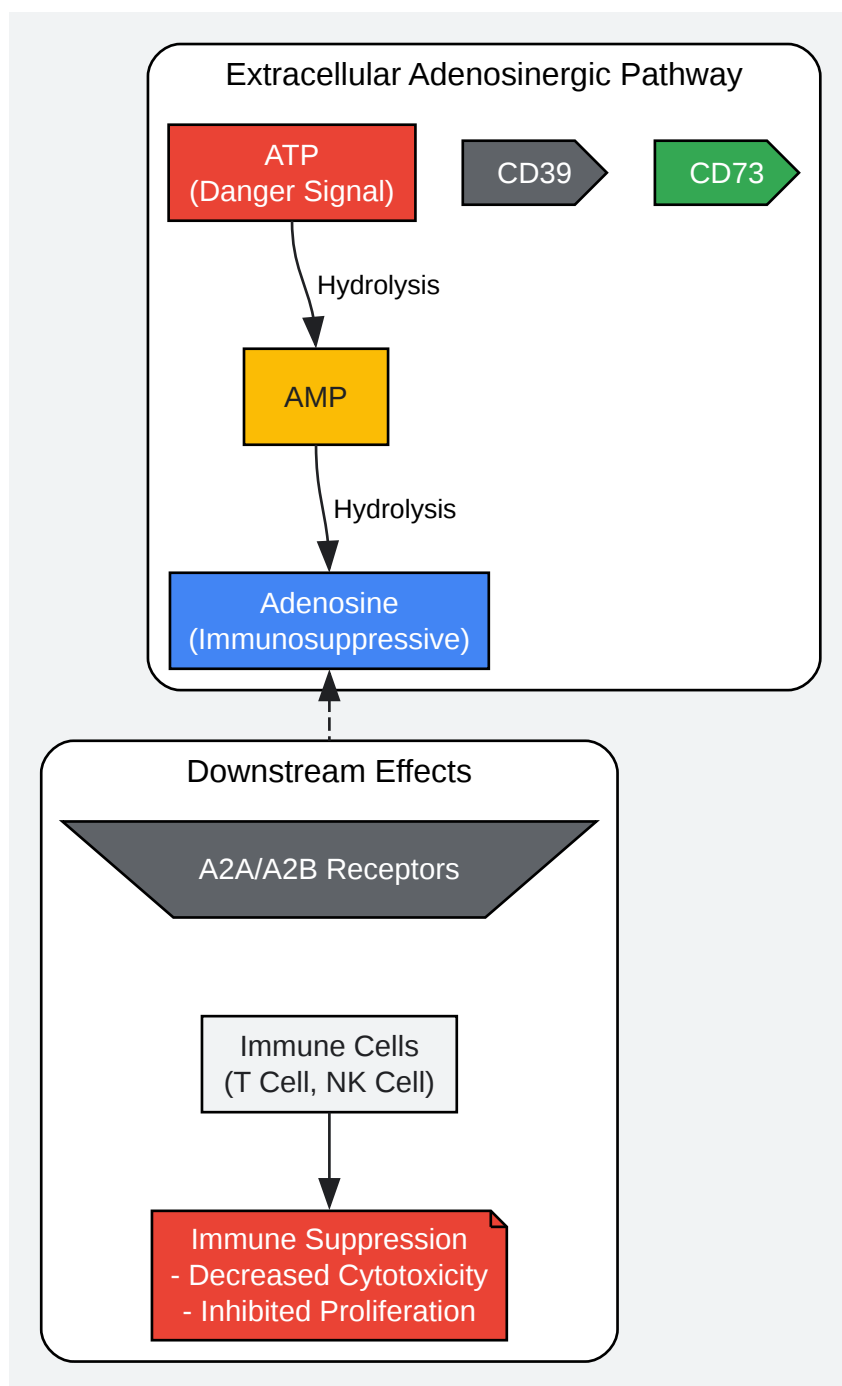 Extracellular Adenosinergic Pathway
ATP
(Danger Signal)
CD39
CD73
Hydrolysis
AMP
Hydrolysis
Adenosine
(Immunosuppressive)
Downstream Effects
A2A/A2B Receptors
Immune Cells
(T Cell, NK Cell)
Immune Suppression
- Decreased Cytotoxicity
- Inhibited Proliferation